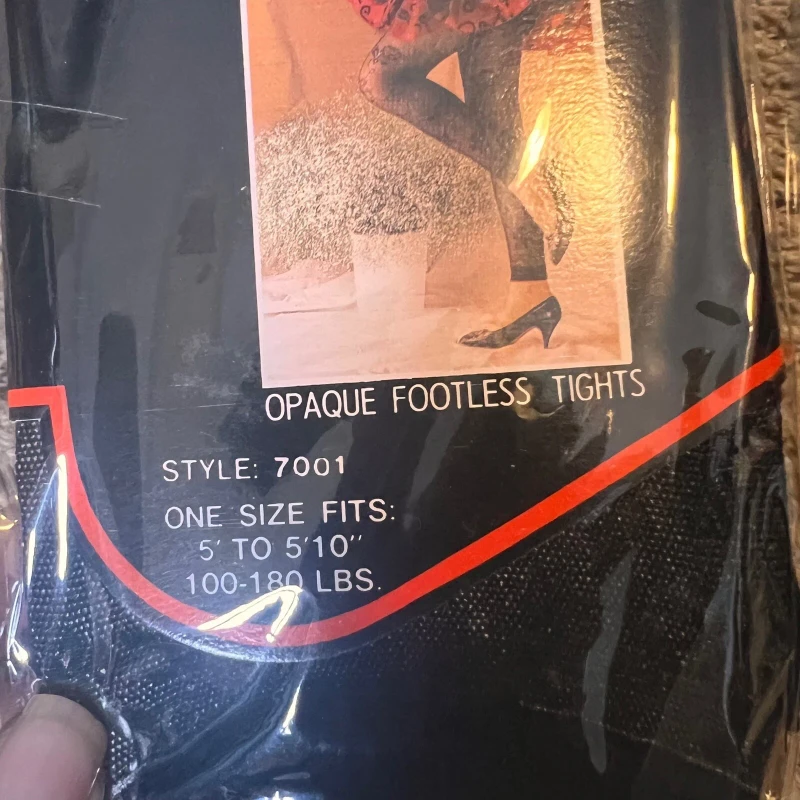 OPAQUE FOOTLESS TIGHTS
STYLE: 7001
ONE SIZE FITS:
5' TO 5'10"
100-180 LBS.